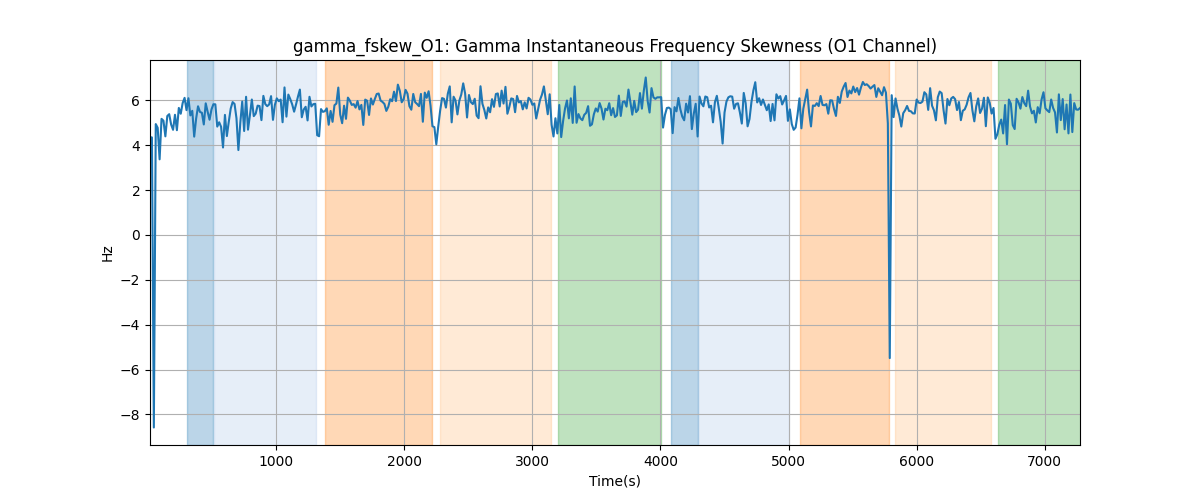 gamma_fskew_O1: Gamma Instantaneous Frequency Skewness (O1 Channel)
6
4
2
0
−2
−4
−6
−8
Hz
1000 2000 3000 4000 5000 6000 7000
Time(s)